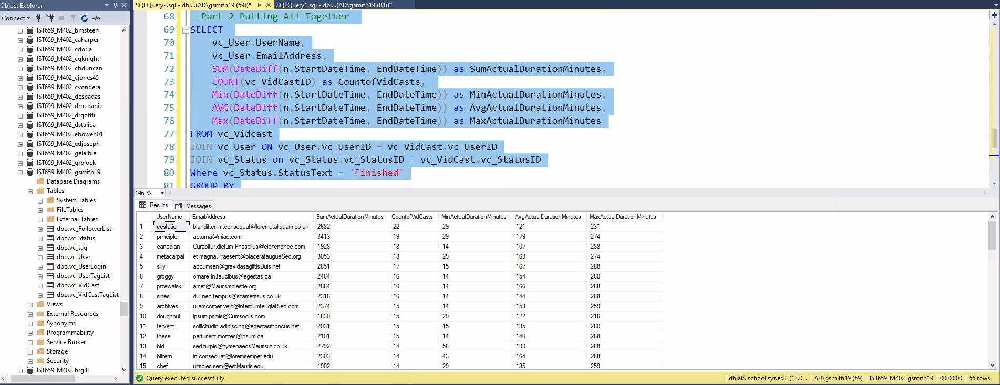 Object Explorer
Connect
IST659_M402_bmsteen
IST659_M402_caharper
IST659_M402_cdoria
IST659_M402_cgknight
IST659_M402_chduncan
IST659_M402_cjones45
IST659_M402_cvondera
IST659_M402_despadas
IST659_M402_dmcdanie
IST659_M402_drgottli
IST659_M402_dstalica
IST659_M402_ebowen01
IST659_M402_edjoseph
IST659_M402_gelaible
IST659_M402_grblock
IST659_M402_gsmith19
Database Diagrams
Tables
System Tables
FileTables
External Tables
dbo.vc_FollowerList
dbo.vc_Status
dbo.vc_tag
dbo.vc_User
dbo.vc_UserLogin
dbo.vc_UserTagList
dbo.vc_VidCast
dbo.vc_VidCastTagList
Views
External Resources
Synonyms
Programmability
Service Broker
Storage
Security
IST659_M402_hrgill
SQLQuery2.sql - dbl...(AD\gsmith19 (69))* SQLQuery1.sql - dbl...(AD\gsmith19 (88))*
68 --Part 2 Putting All Together
69 SELECT
70 vc_User.UserName,
71 vc_User.EmailAddress,
72 SUM(DateDiff(n,StartDateTime, EndDateTime)) as SumActualDurationMinutes,
73 COUNT(vc_VidCastID) as CountofVidCasts,
74 Min(DateDiff(n,StartDateTime, EndDateTime)) as MinActualDurationMinutes,
75 AVG(DateDiff(n,StartDateTime, EndDateTime)) as AvgActualDurationMinutes,
76 Max(DateDiff(n,StartDateTime, EndDateTime)) as MaxActualDurationMinutes
77 FROM vc_Vidcast
78 JOIN vc_User ON vc_User.vc_UserID = vc_VidCast.vc_UserID
79 JOIN vc_Status on vc_Status.vc_StatusID = vc_VidCast.vc_StatusID
80 Where vc_Status.StatusText = 'Finished'
81 GROUP BY
146 %
Results Messages
UserName EmailAddress SumActualDurationMinutes CountofVidCasts MinActualDurationMinutes AvgActualDurationMinutes MaxActualDurationMinutes
1 ecstatic blandit.enim.consequat@loremutaliquam.co.uk 2682 22 29 121 231
2 principle ac.urna@miac.com 3413 19 29 179 274
3 canadian Curabitur.dictum.Phasellus@eleifendnec.com 1928 18 14 107 288
4 metacarpal et.magna.Praesent@placerataugueSed.org 3053 18 29 169 274
5 silly accumsan@gravidasagittisDuis.net 2851 17 15 167 288
6 groggy ornare.In.faucibus@egestas.ca 2464 16 14 154 260
7 przewalski amet@Maurismolestie.org 2664 16 14 166 288
8 sines dui.nec.tempus@sitametrisus.co.uk 2316 16 14 144 288
9 archives ullamcorper.velit@interdumfeugiatSed.com 2374 15 14 158 259
10 doughnut ipsum.primis@Cumsociis.com 1830 15 29 122 216
11 fervent sollicitudin.adipiscing@egestasrhoncus.net 2031 15 15 135 260
12 these parturient.montes@ipsum.ca 2101 15 14 140 288
13 bid sed.turpis@hymenaeosMaurisut.co.uk 2792 14 58 199 288
14 bittern in.consequat@loremsemper.edu 2303 14 43 164 288
15 chef ultricies.sem@estMauris.edu 1902 14 29 135 259
Query executed successfully. dblab.ischool.syr.edu (13.0... AD\gsmith19 (69) IST659_M402_gsmith19 00:00:00 66 rows